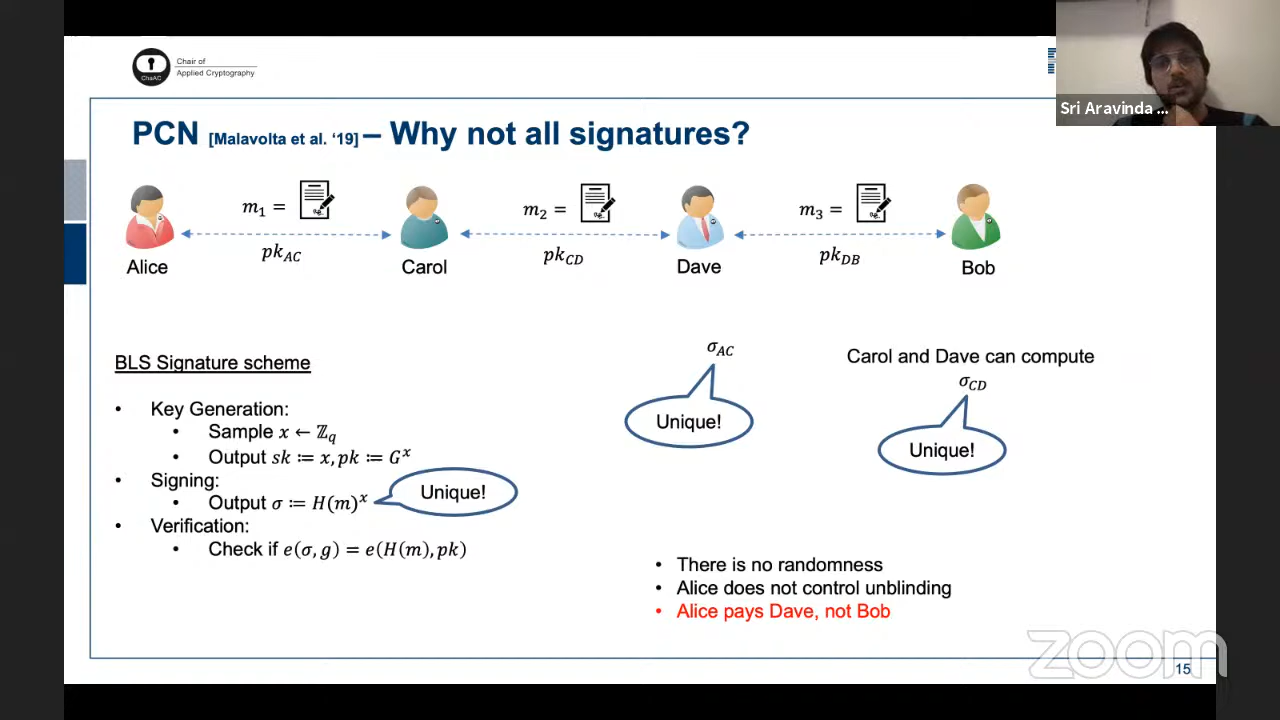 Chair of
Applied Cryptography
ChaAC
Sri Aravinda ...
PCN [Malavolta et al. ‘19] – Why not all signatures?
m₁ =
m₂ =
m₃ =
pk_AC
pk_CD
pk_DB
Alice
Carol
Dave
Bob
BLS Signature scheme
• Key Generation:
• Sample x ← ℤ_q
• Output sk ≔ x, pk ≔ G^x
• Signing:
• Output σ ≔ H(m)^x
Unique!
• Verification:
• Check if e(σ, g) = e(H(m), pk)
σ_AC
Unique!
Carol and Dave can compute
σ_CD
Unique!
• There is no randomness
• Alice does not control unblinding
• Alice pays Dave, not Bob
zoom
15